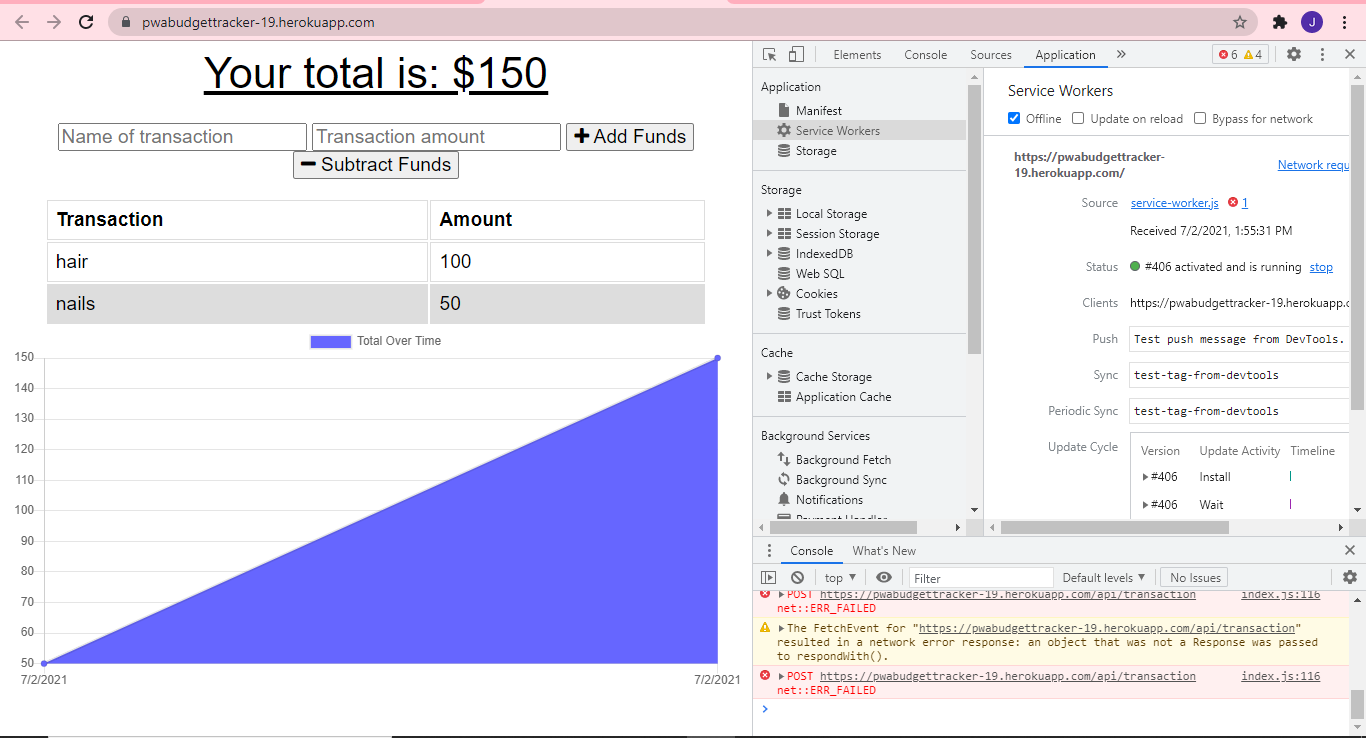 pwabudgettracker-19.herokuapp.com
J
Your total is: $150
Name of transaction
Transaction amount
Add Funds
Subtract Funds
Transaction Amount
hair 100
nails 50
Total Over Time
150
140
130
120
110
100
90
80
70
60
50
7/2/2021 7/2/2021
Elements Console Sources Application » 6 4
Application
Manifest
Service Workers
Storage
Storage
Local Storage
Session Storage
IndexedDB
Web SQL
Cookies
Trust Tokens
Cache
Cache Storage
Application Cache
Background Services
Background Fetch
Background Sync
Notifications
Payment Handler
Service Workers
Offline Update on reload Bypass for network
https://pwabudgettracker-
19.herokuapp.com/
Network requ
Source service-worker.js 1
Received 7/2/2021, 1:55:31 PM
Status #406 activated and is running stop
Clients https://pwabudgettracker-19.herokuapp.c
Push Test push message from DevTools.
Sync test-tag-from-devtools
Periodic Sync test-tag-from-devtools
Update Cycle Version Update Activity Timeline
#406 Install
#406 Wait
Console What's New
top Filter Default levels No Issues
POST https://pwabudgettracker-19.herokuapp.com/api/transaction index.js:116
net::ERR_FAILED
The FetchEvent for "https://pwabudgettracker-19.herokuapp.com/api/transaction"
resulted in a network error response: an object that was not a Response was passed
to respondWith().
POST https://pwabudgettracker-19.herokuapp.com/api/transaction index.js:116
net::ERR_FAILED